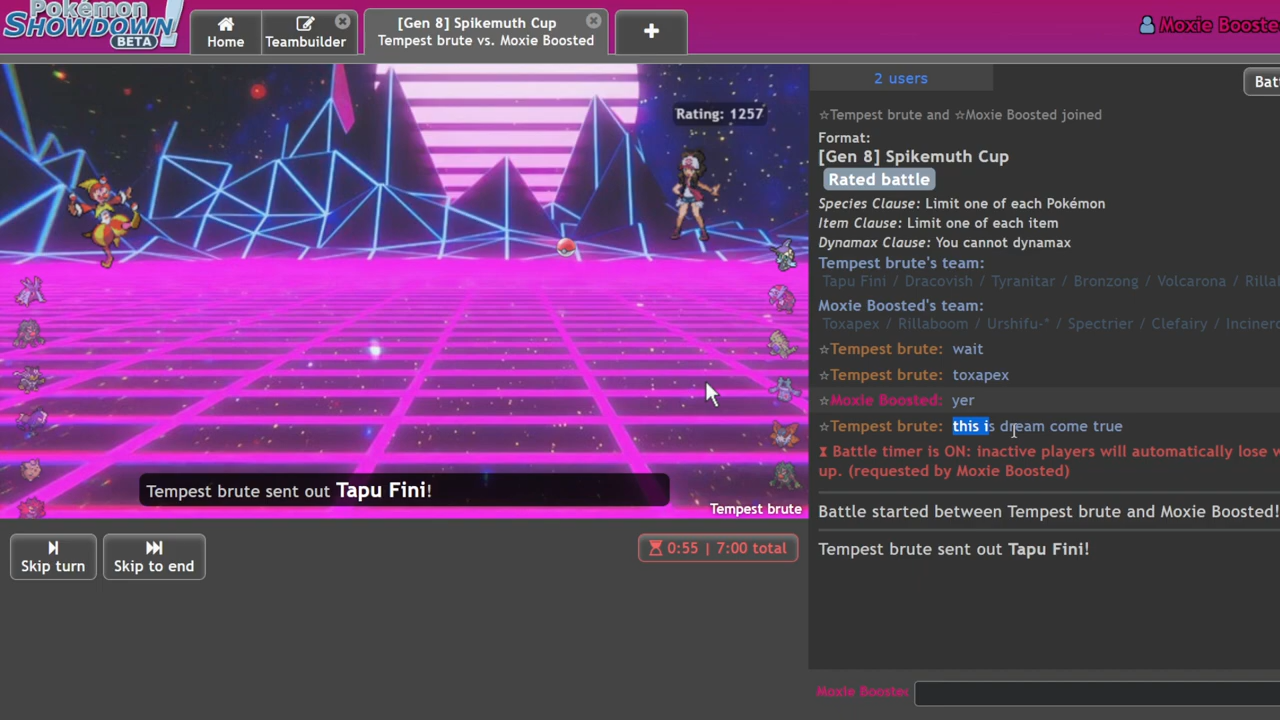 Pokémon
SHOWDOWN!
BETA
Home
Teambuilder
[Gen 8] Spikemuth Cup
Tempest brute vs. Moxie Boosted
+
Rating: 1257
Tempest brute sent out Tapu Fini!
Tempest brute
Skip turn
Skip to end
0:55 | 7:00 total
2 users
☆Tempest brute and ☆Moxie Boosted joined
Format:
[Gen 8] Spikemuth Cup
Rated battle
Species Clause: Limit one of each Pokémon
Item Clause: Limit one of each item
Dynamax Clause: You cannot dynamax
Tempest brute's team:
Tapu Fini / Dracovish / Tyranitar / Bronzong / Volcarona / Rilla
Moxie Boosted's team:
Toxapex / Rillaboom / Urshifu-* / Spectrier / Clefairy / Inciner
☆Tempest brute: wait
☆Tempest brute: toxapex
☆Moxie Boosted: yer
☆Tempest brute: this is dream come true
Battle timer is ON: inactive players will automatically lose w
up. (requested by Moxie Boosted)
Battle started between Tempest brute and Moxie Boosted!
Tempest brute sent out Tapu Fini!
Moxie Booste
Moxie Booste
Bat